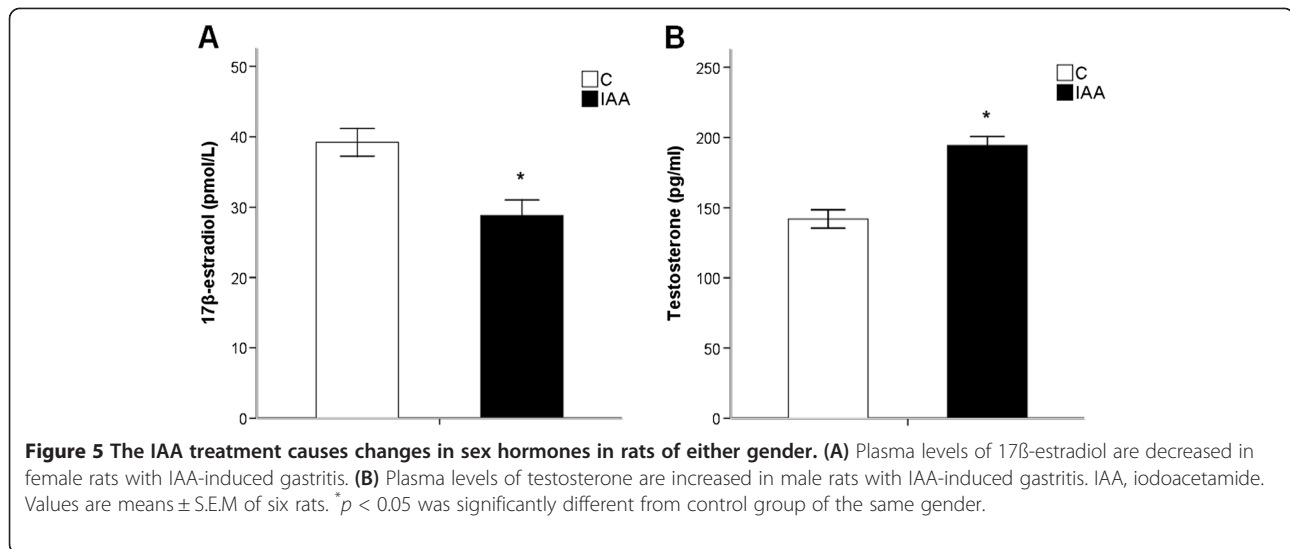 A
50
40
30
20
10
0
17β-estradiol (pmol/L)
C
IAA
*
B
250
200
150
100
50
0
Testosterone (pg/ml)
C
IAA
*
Figure 5 The IAA treatment causes changes in sex hormones in rats of either gender. (A) Plasma levels of 17ß-estradiol are decreased in
female rats with IAA-induced gastritis. (B) Plasma levels of testosterone are increased in male rats with IAA-induced gastritis. IAA, iodoacetamide.
Values are means ± S.E.M of six rats. *p < 0.05 was significantly different from control group of the same gender.